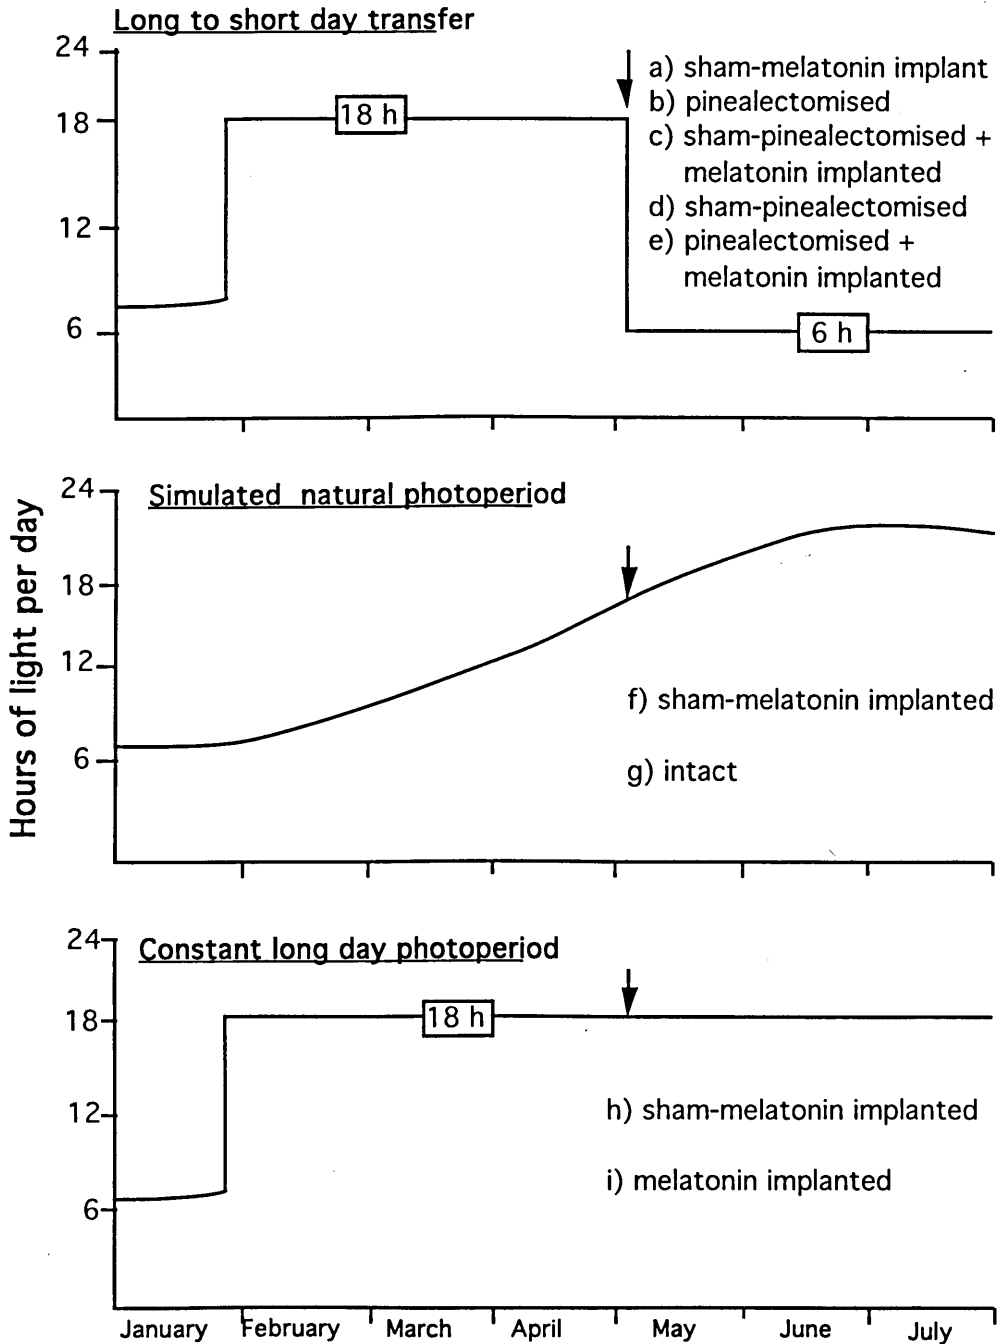 Long to short day transfer
24
18
12
6
18 h
a) sham-melatonin implant
b) pinealectomised
c) sham-pinealectomised +
melatonin implanted
d) sham-pinealectomised
e) pinealectomised +
melatonin implanted
6 h
Hours of light per day
Simulated natural photoperiod
24
18
12
6
f) sham-melatonin implanted
g) intact
Constant long day photoperiod
24
18
12
6
18 h
h) sham-melatonin implanted
i) melatonin implanted
January February March April May June July